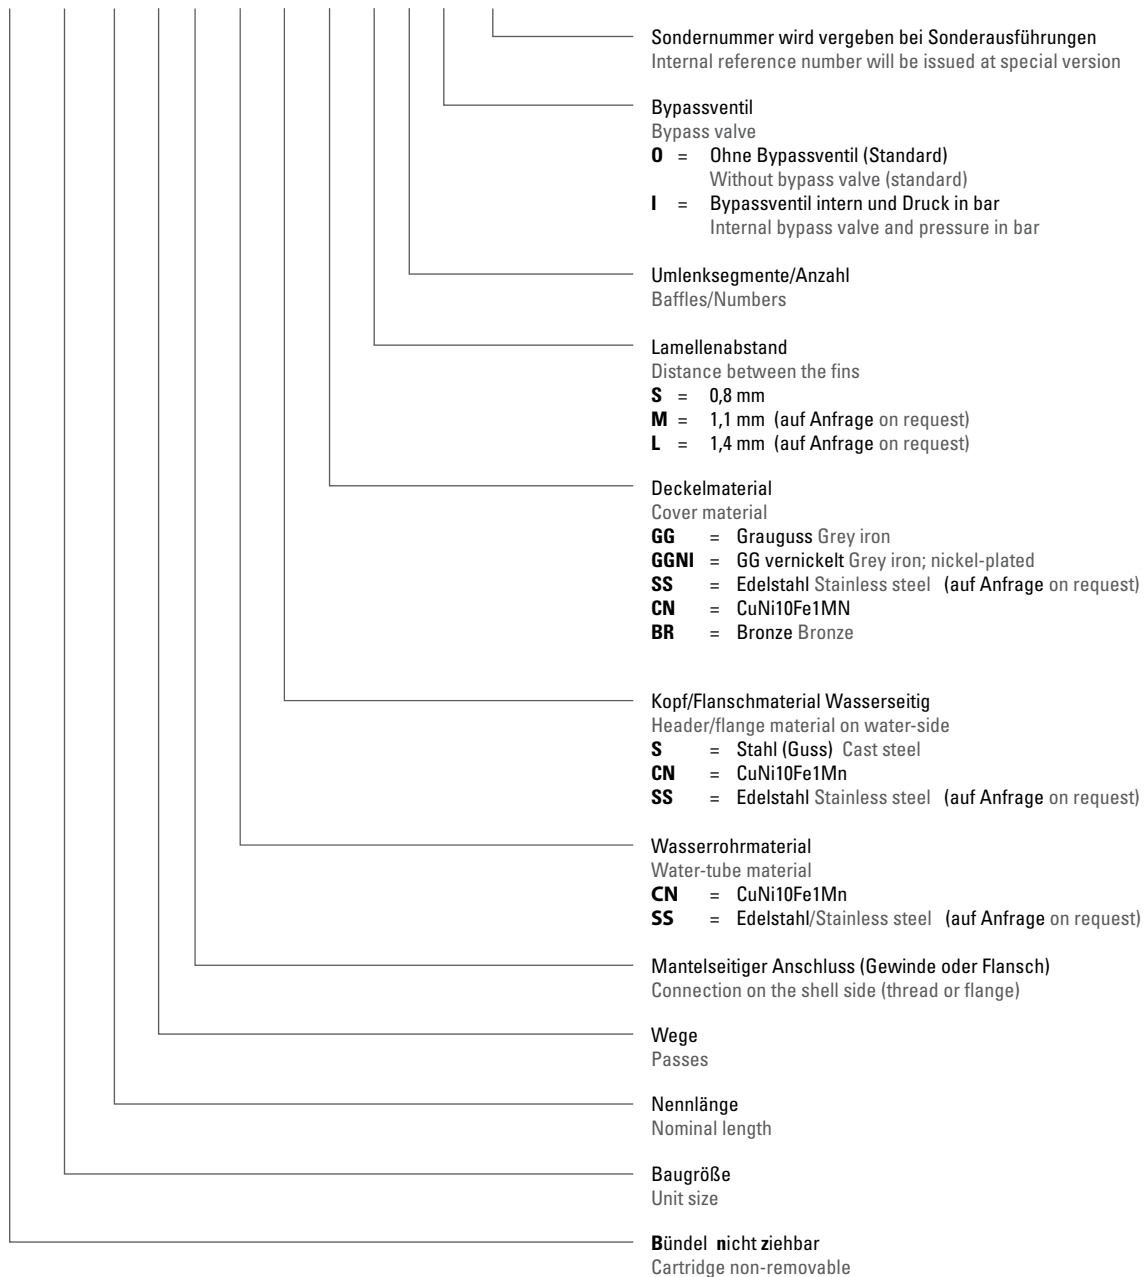 Sondernummer wird vergeben bei Sonderausführungen
Internal reference number will be issued at special version
Bypassventil
Bypass valve
O = Ohne Bypassventil (Standard)
Without bypass valve (standard)
I = Bypassventil intern und Druck in bar
Internal bypass valve and pressure in bar
Umlenksegmente/Anzahl
Baffles/Numbers
Lamellenabstand
Distance between the fins
S = 0,8 mm
M = 1,1 mm (auf Anfrage on request)
L = 1,4 mm (auf Anfrage on request)
Deckelmaterial
Cover material
GG = Grauguss Grey iron
GGNI = GG vernickelt Grey iron; nickel-plated
SS = Edelstahl Stainless steel (auf Anfrage on request)
CN = CuNi10Fe1MN
BR = Bronze Bronze
Kopf/Flanschmaterial Wasserseitig
Header/flange material on water-side
S = Stahl (Guss) Cast steel
CN = CuNi10Fe1Mn
SS = Edelstahl Stainless steel (auf Anfrage on request)
Wasserrohrmaterial
Water-tube material
CN = CuNi10Fe1Mn
SS = Edelstahl/Stainless steel (auf Anfrage on request)
Mantelseitiger Anschluss (Gewinde oder Flansch)
Connection on the shell side (thread or flange)
Wege
Passes
Nennlänge
Nominal length
Baugröße
Unit size
Bündel nicht ziehbar
Cartridge non-removable